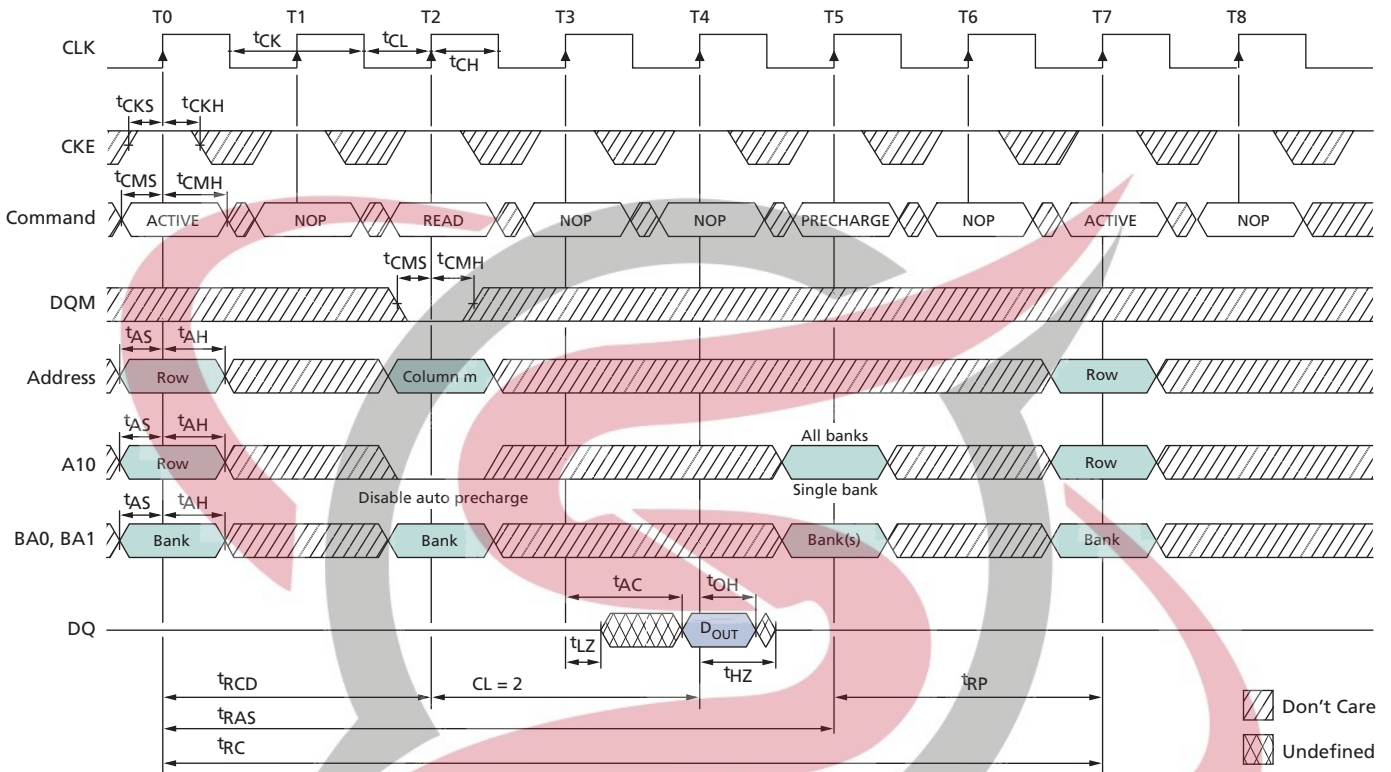 T0 T1 T2 T3 T4 T5 T6 T7 T8
CLK
tCK tCL
tCH
tCKS tCKH
CKE
tCMS tCMH
Command ACTIVE NOP READ NOP NOP PRECHARGE NOP ACTIVE NOP
tCMS tCMH
DQM
tAS tAH
Address Row Column m Row
tAS tAH
All banks
A10 Row Row
Disable auto precharge Single bank
tAS tAH
BA0, BA1 Bank Bank Bank(s) Bank
tAC tOH
DQ DOUT
tLZ tHZ
tRCD CL = 2 tRP
tRAS
tRC
Don't Care
Undefined